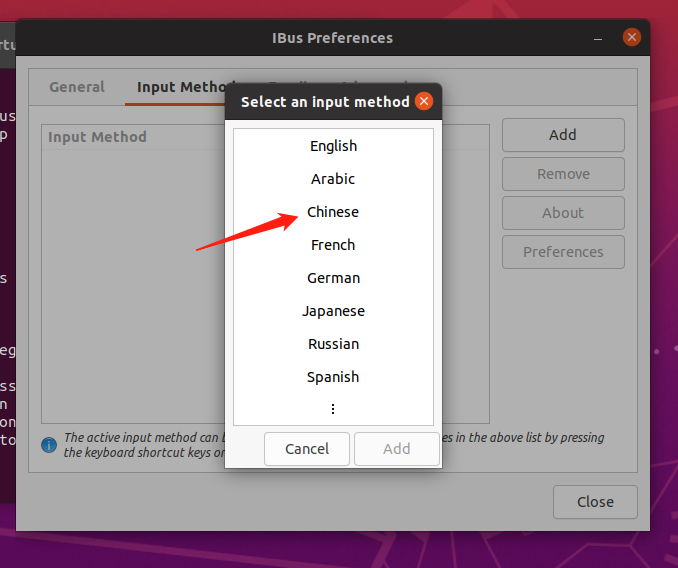 IBus Preferences
General
Input Method
Select an input method
Input Method
English
Arabic
Chinese
French
German
Japanese
Russian
Spanish
⋮
Add
Remove
About
Preferences
The active input method can
es in the above list by pressing
the keyboard shortcut keys or
Cancel
Add
Close